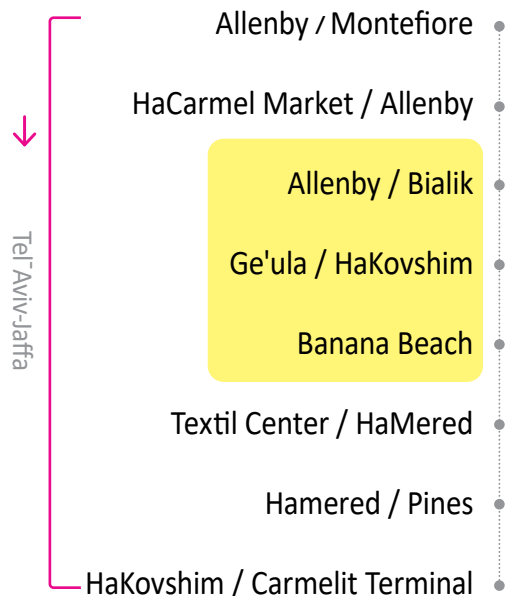 Allenby / Montefiore
HaCarmel Market / Allenby
Allenby / Bialik
Ge'ula / HaKovshim
Banana Beach
Textil Center / HaMered
Hamered / Pines
HaKovshim / Carmelit Terminal
Tel-Aviv-Jaffa